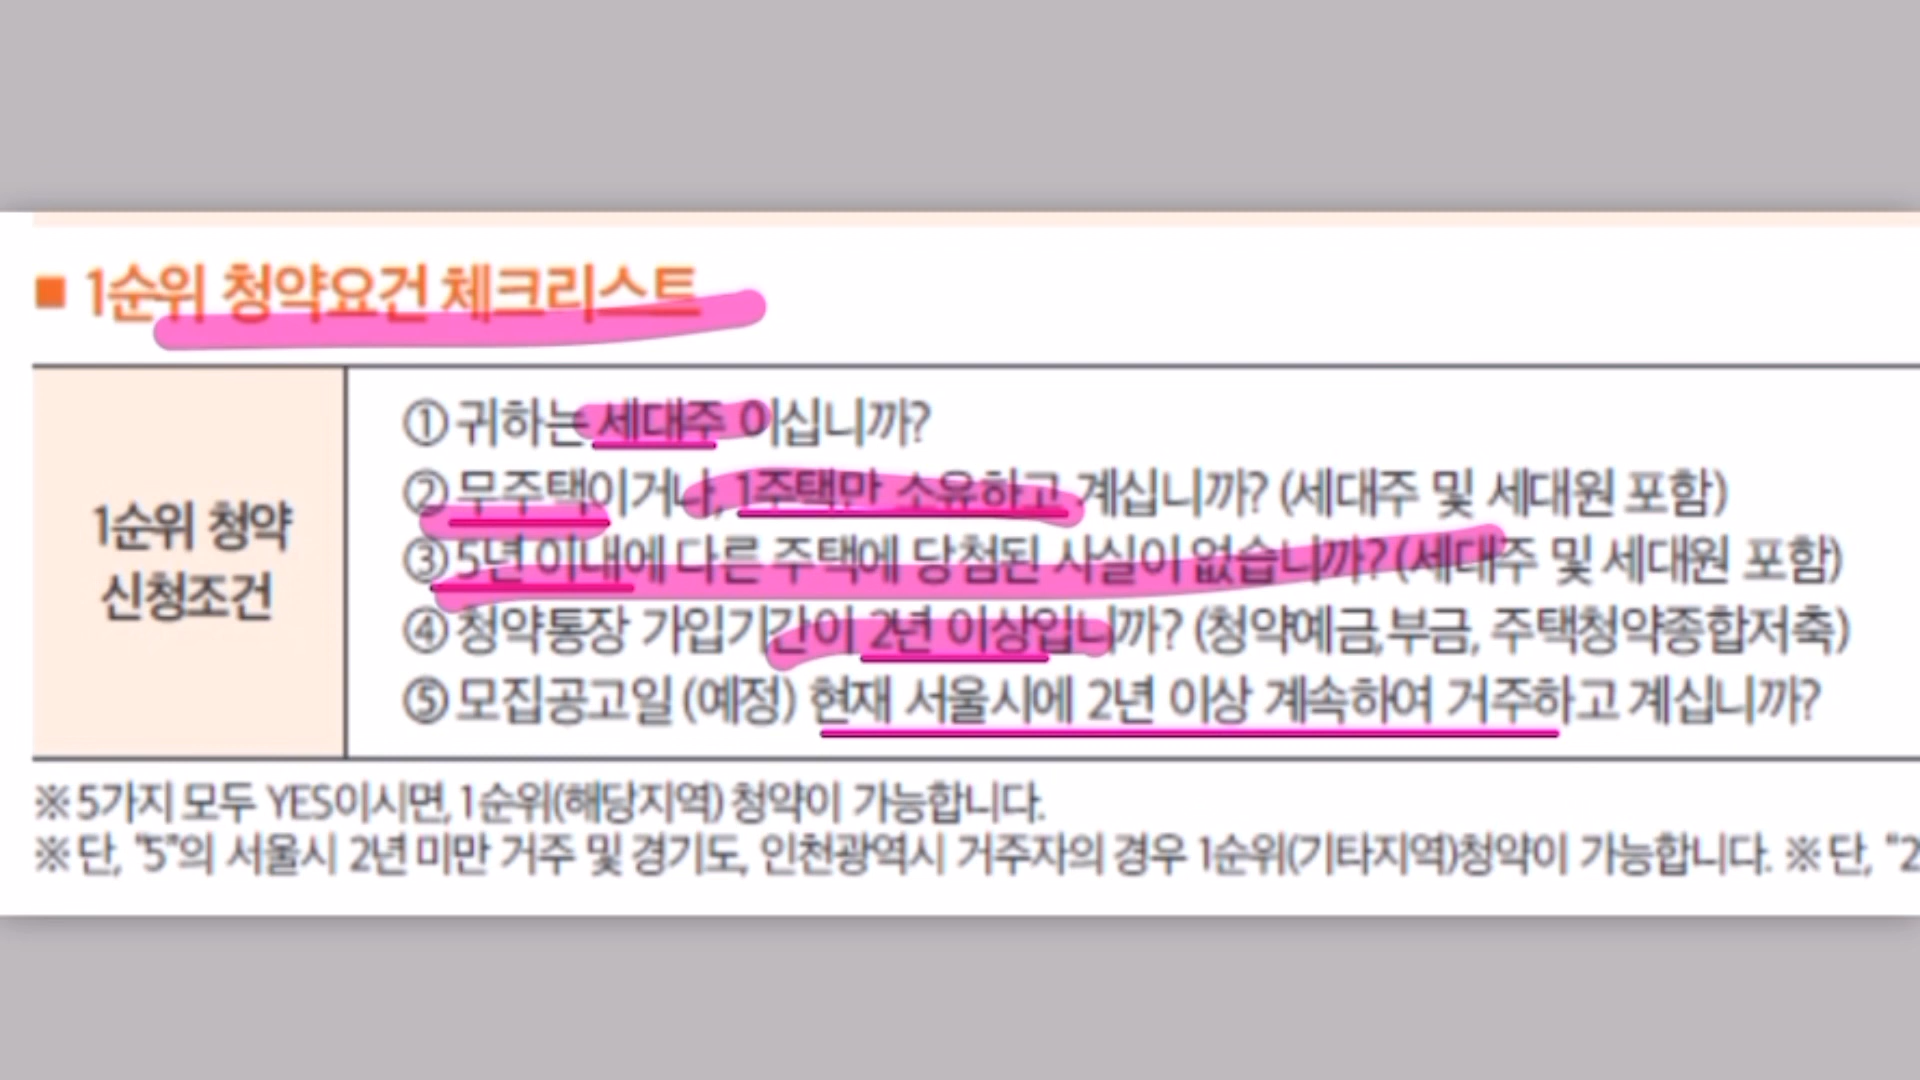 ■ 1순위 청약요건 체크리스트
1순위 청약
신청조건
① 귀하는 세대주 이십니까?
② 무주택이거나, 1주택만 소유하고 계십니까? (세대주 및 세대원 포함)
③ 5년 이내에 다른 주택에 당첨된 사실이 없습니까? (세대주 및 세대원 포함)
④ 청약통장 가입기간이 2년 이상입니까? (청약예금,부금, 주택청약종합저축)
⑤ 모집공고일 (예정) 현재 서울시에 2년 이상 계속하여 거주하고 계십니까?
※ 5가지 모두 YES이시면, 1순위(해당지역) 청약이 가능합니다.
※ 단, "5"의 서울시 2년 미만 거주 및 경기도, 인천광역시 거주자의 경우 1순위(기타지역)청약이 가능합니다. ※ 단, "2